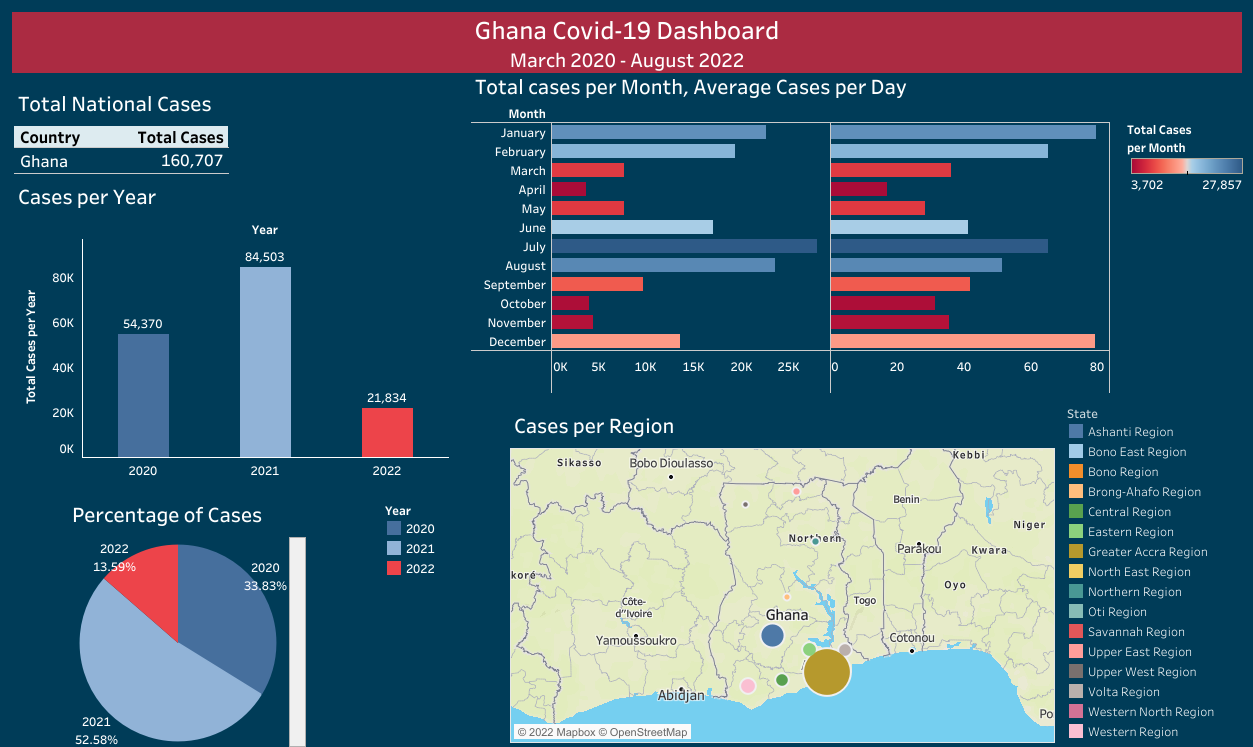 Ghana Covid-19 Dashboard
March 2020 - August 2022
Total National Cases
Country Total Cases
Ghana 160,707
Cases per Year
Year
Total Cases per Year
80K
60K
40K
20K
0K
54,370
84,503
21,834
2020 2021 2022
Percentage of Cases
2022
13.59%
2020
33.83%
2021
52.58%
Year
2020
2021
2022
Total cases per Month, Average Cases per Day
Month
January
February
March
April
May
June
July
August
September
October
November
December
0K 5K 10K 15K 20K 25K
0 20 40 60 80
Total Cases
per Month
3,702 27,857
Cases per Region
Sikasso
Bobo Dioulasso
Kebbi
Benin
Niger
Northern
Parakou
Kwara
koré
Oyo
Côte-
d''Ivoire
Togo
Ghana
Yamoussoukro
Cotonou
Abidjan
Po
© 2022 Mapbox © OpenStreetMap
State
Ashanti Region
Bono East Region
Bono Region
Brong-Ahafo Region
Central Region
Eastern Region
Greater Accra Region
North East Region
Northern Region
Oti Region
Savannah Region
Upper East Region
Upper West Region
Volta Region
Western North Region
Western Region